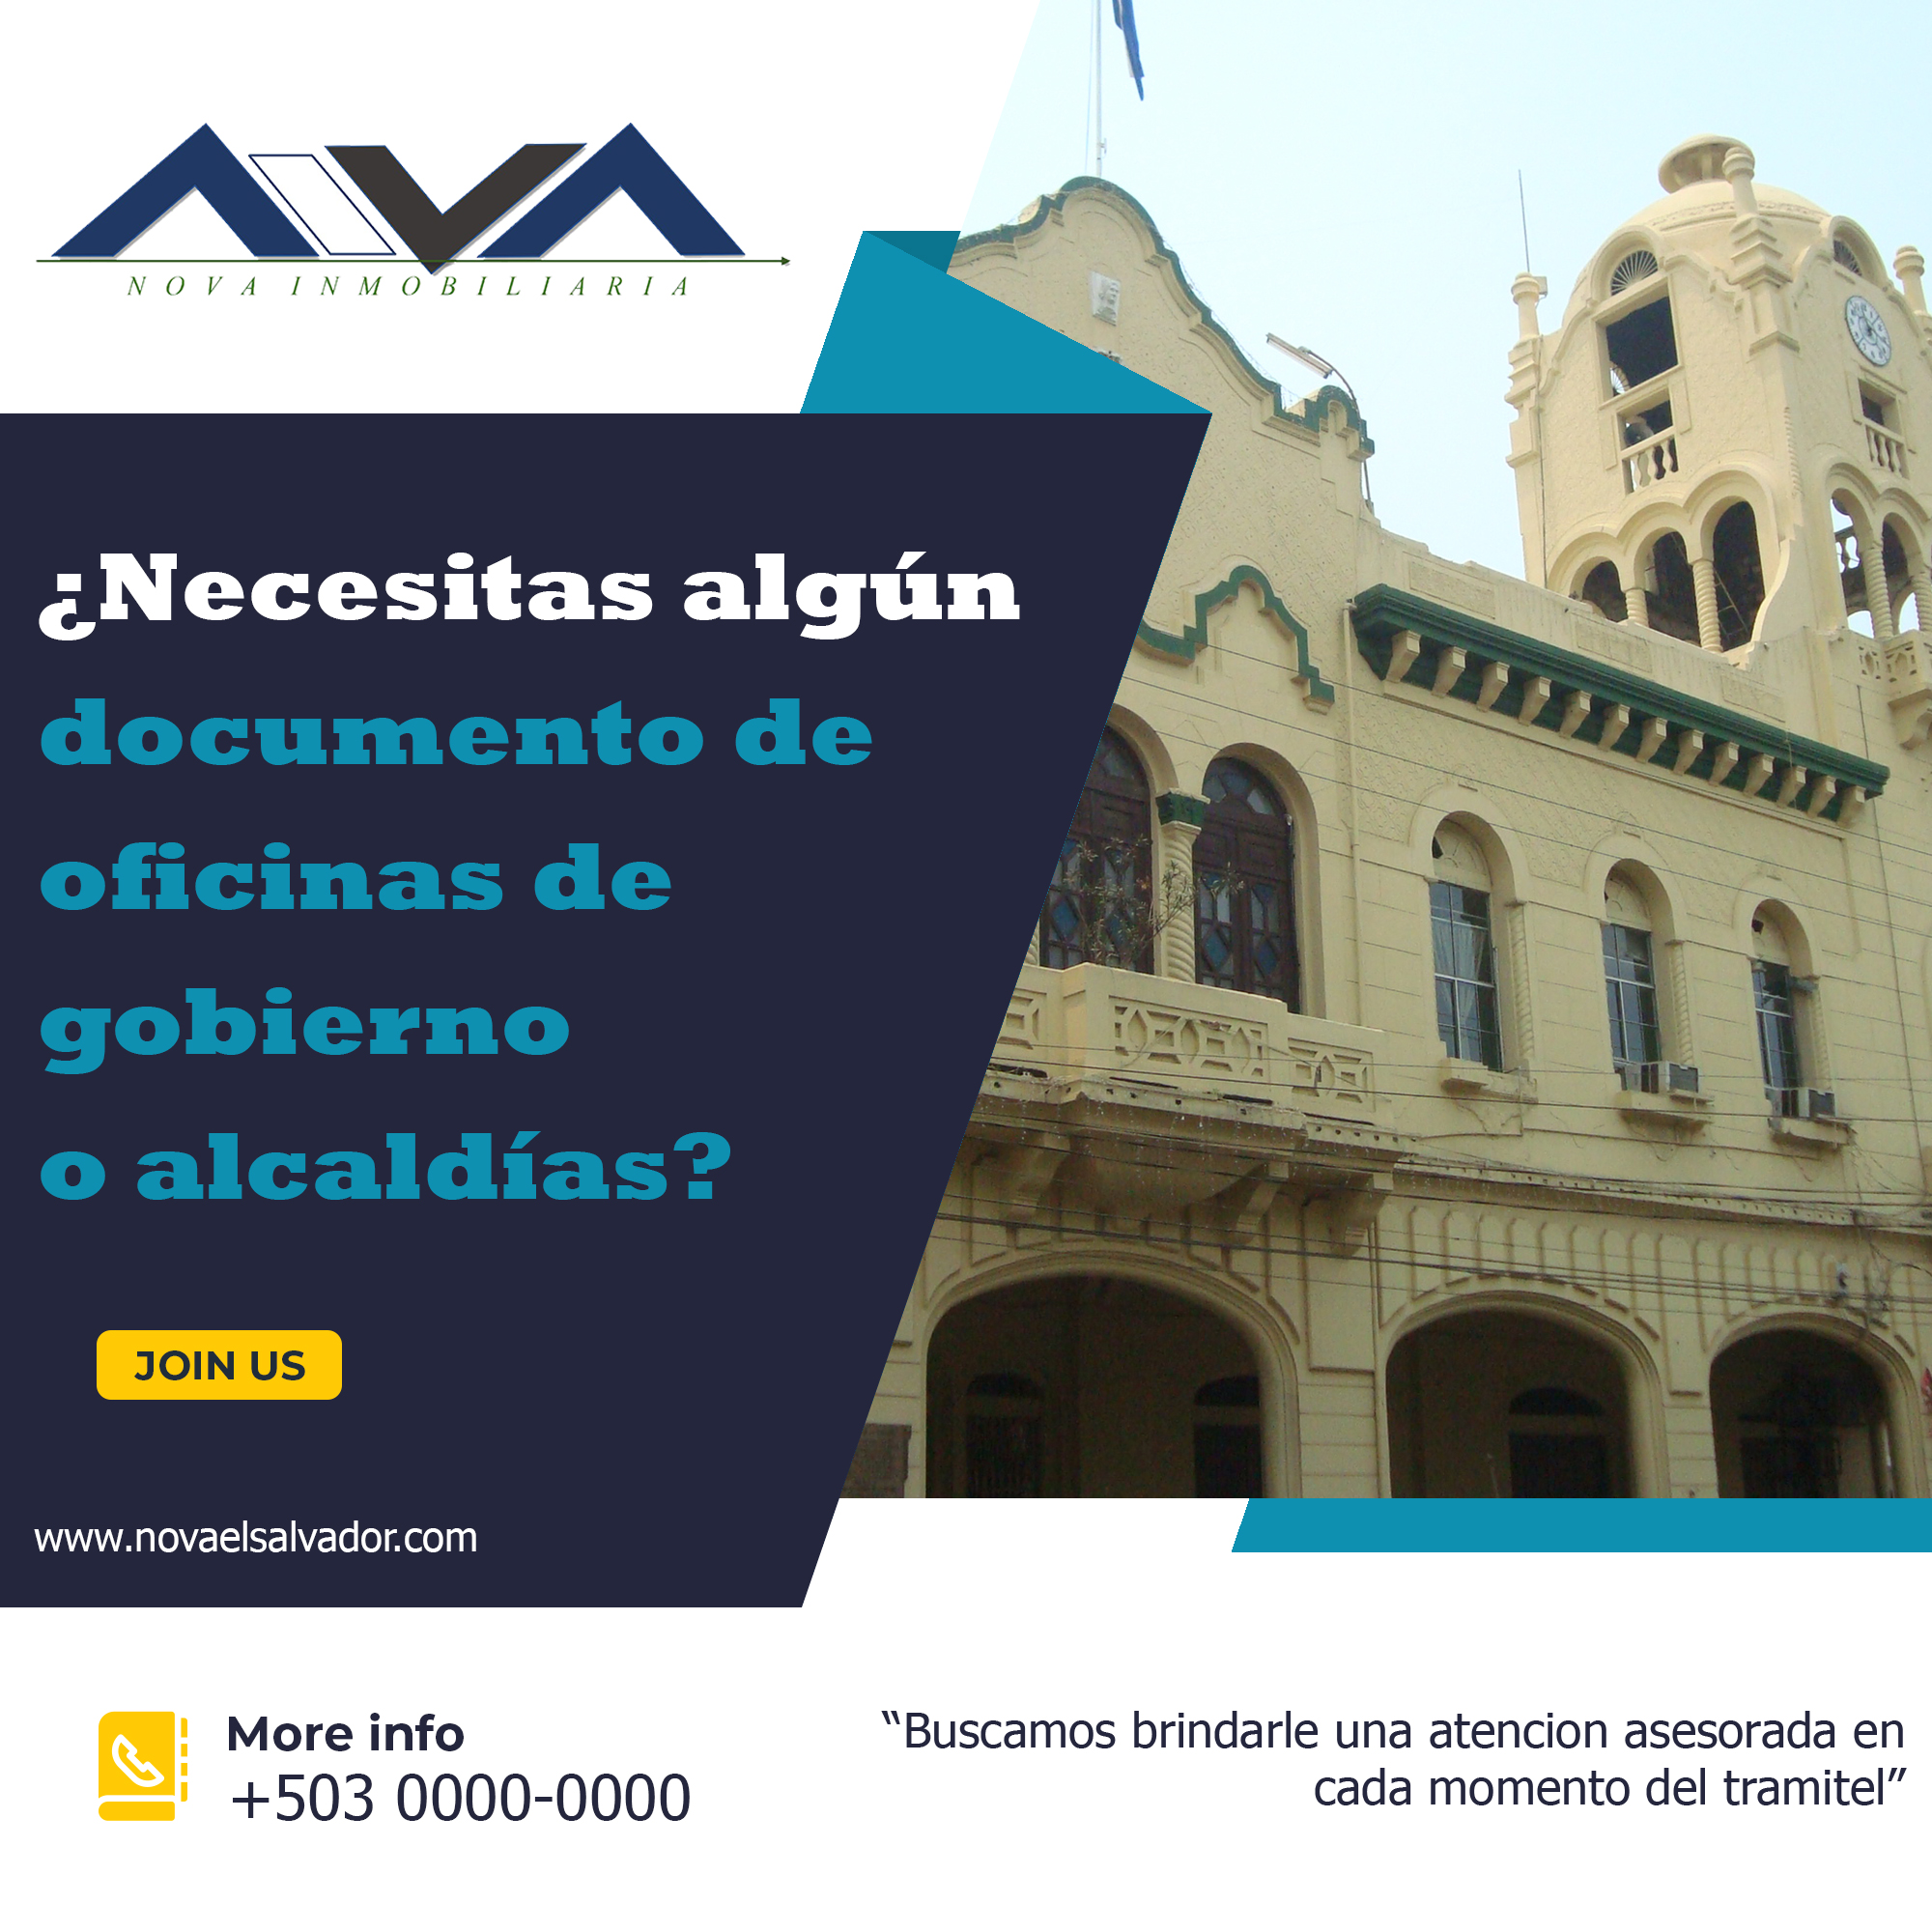 NOVA INMOBILIARIA
¿Necesitas algún
documento de
oficinas de
gobierno
o alcaldías?
JOIN US
www.novaelsalvador.com
More info
+503 0000-0000
“Buscamos brindarle una atencion asesorada en
cada momento del tramitel”